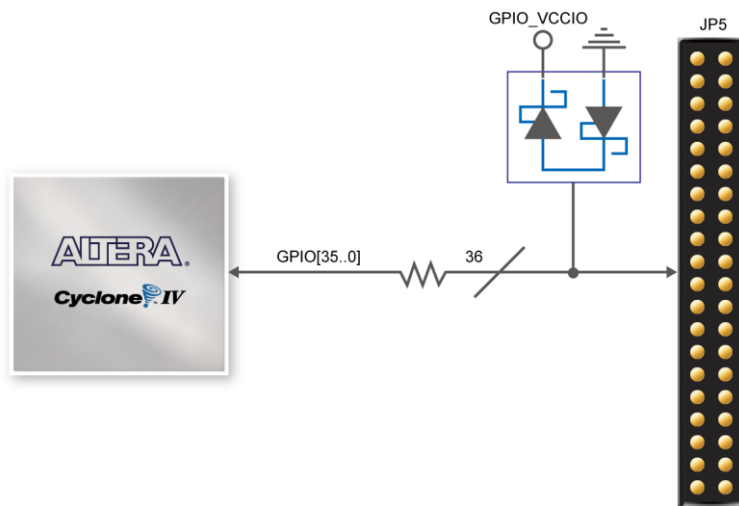 GPIO_VCCIO
JP5
GPIO[35..0]
36
ALTERA®
Cyclone IV